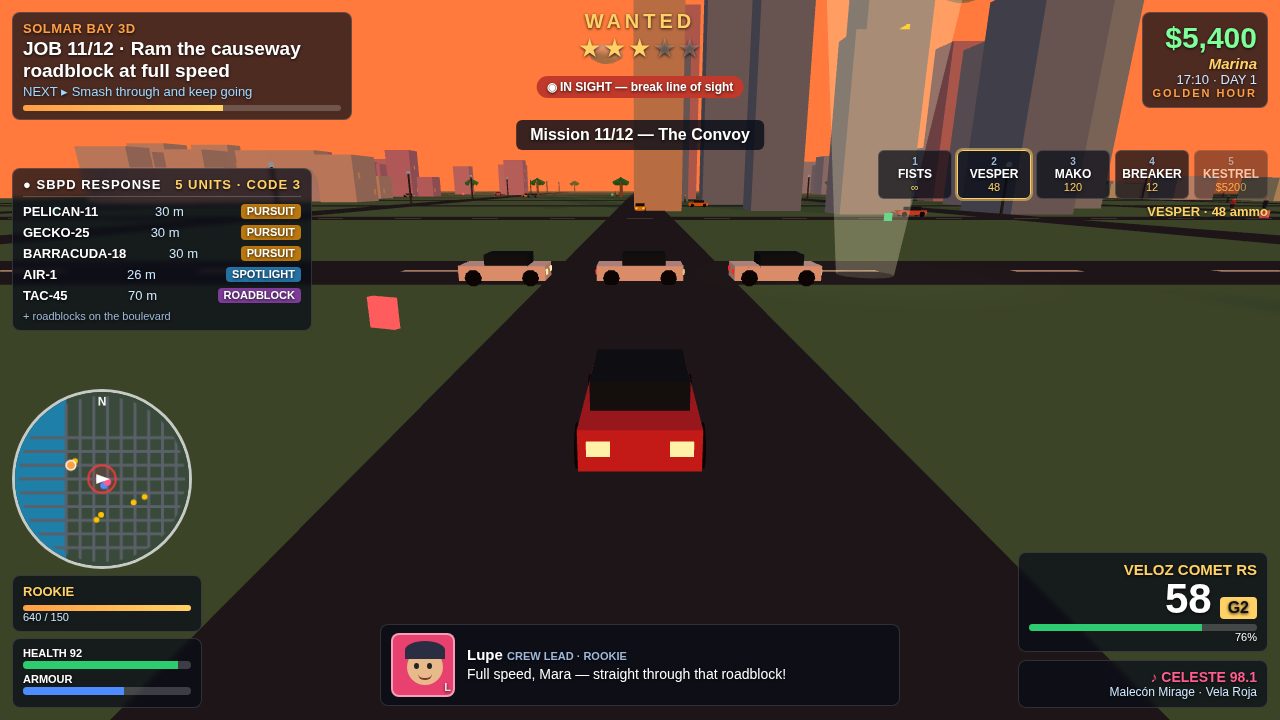 SOLMAR BAY 3D
JOB 11/12 · Ram the causeway
roadblock at full speed
NEXT ▸ Smash through and keep going
WANTED
★★★★★
◉ IN SIGHT — break line of sight
Mission 11/12 — The Convoy
$5,400
Marina
17:10 · DAY 1
GOLDEN HOUR
1 FISTS ∞
2 VESPER 48
3 MAKO 120
4 BREAKER 12
5 KESTREL $5200
VESPER · 48 ammo
● SBPD RESPONSE 5 UNITS · CODE 3
PELICAN-11 30 m PURSUIT
GECKO-25 30 m PURSUIT
BARRACUDA-18 30 m PURSUIT
AIR-1 26 m SPOTLIGHT
TAC-45 70 m ROADBLOCK
+ roadblocks on the boulevard
N
ROOKIE
640 / 150
HEALTH 92
ARMOUR
L
Lupe CREW LEAD · ROOKIE
Full speed, Mara — straight through that roadblock!
VELOZ COMET RS
58 G2
76%
♪ CELESTE 98.1
Malecón Mirage · Vela Roja